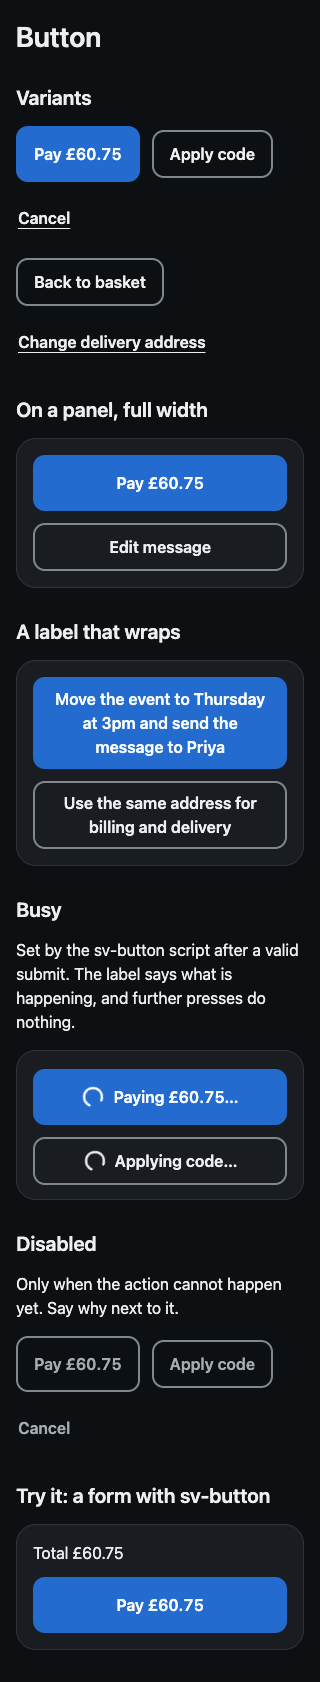 Button
Variants
Pay £60.75
Apply code
Cancel
Back to basket
Change delivery address
On a panel, full width
Pay £60.75
Edit message
A label that wraps
Move the event to Thursday
at 3pm and send the
message to Priya
Use the same address for
billing and delivery
Busy
Set by the sv-button script after a valid
submit. The label says what is
happening, and further presses do
nothing.
Paying £60.75...
Applying code...
Disabled
Only when the action cannot happen
yet. Say why next to it.
Pay £60.75
Apply code
Cancel
Try it: a form with sv-button
Total £60.75
Pay £60.75